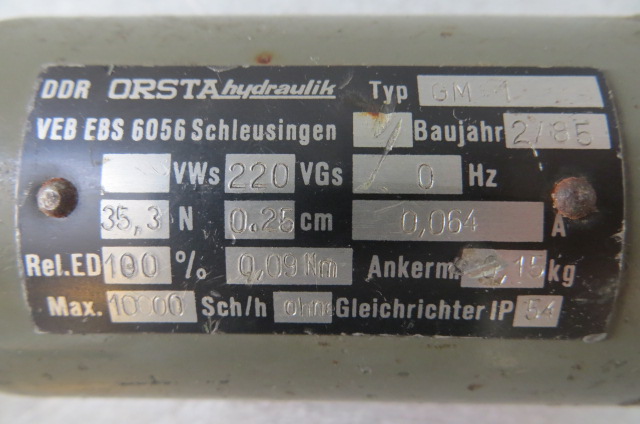 DDR ORSTA hydraulik Typ GM 1
VEB EBS 6056 Schleusingen Baujahr 2/85
VWs 220 VGs 0 Hz
35,3 N 0.25 cm 0,064 A
Rel.ED 100 % 0,09 Nm Ankerm. ,15 kg
Max. 10000 Sch/h ohne Gleichrichter IP 54